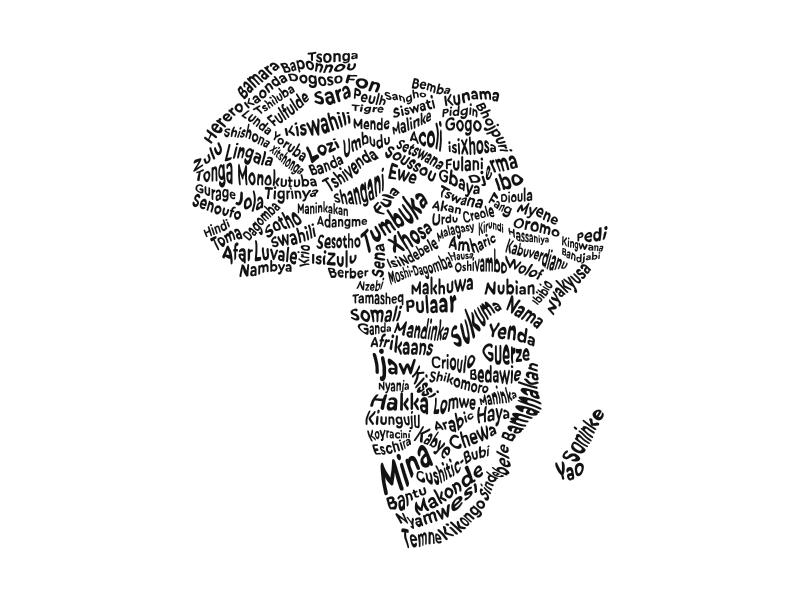 Tsonga
Bamara
Baponnou
Kaonda
Dogoso
Fon
Bemba
Tshiluba
Sara
Peulh
Sangho
Kunama
Herero
Lunda
Fulfulde
Tigre
Siswati
Pidgin
Bhojpuri
Shishona
Yoruba
Kiswahili
Mende
Malinke
Acoli
Gogo
Zulu
Lingala
Xitshonga
Lozi
Umbudu
Setswana
isiXhosa
Tonga
Monokutuba
Banda
Tshivenda
Soussou
Fulani
Djerma
Gurage
Jola
Tigrinya
shangani
Ewe
Gbaya
Ibo
Senoufo
Maninkakan
Fula
Tswana
Fang
Dioula
Hindi
Dagomba
Sotho
Adangme
Tumbuka
Akan
Creole
Myene
Toma
swahili
Sesotho
Xhosa
Urdu
Malagasy
Kirundi
Oromo
Pedi
Afar
Luvale
Krio
IsiZulu
Sena
IsiNdebele
Amharic
Hassaniya
Kingwana
Nambya
Berber
Moshi-Dagomba
Hausa
Oshivambo
Kabuverdianu
Bandjabi
Nzebi
Wolof
Tamasheq
Makhuwa
Nubian
Ibibio
Nyakyusa
Somali
Pulaar
Sukuma
Nama
Ganda
Mandinka
Yenda
Afrikaans
Guerze
Ijaw
Crioulo
Bedawie
Nyanja
Kissi
Shikomoro
Bamanakan
Hakka
Lomwe
Maninka
Kiunguju
Arabic
Haya
Koyracini
Kabye
Chewa
Eschira
Soninke
Mina
Cushitic-Bubi
Sindebele
Yao
Bantu
Makonde
Nyamwesi
Temne
Kikongo